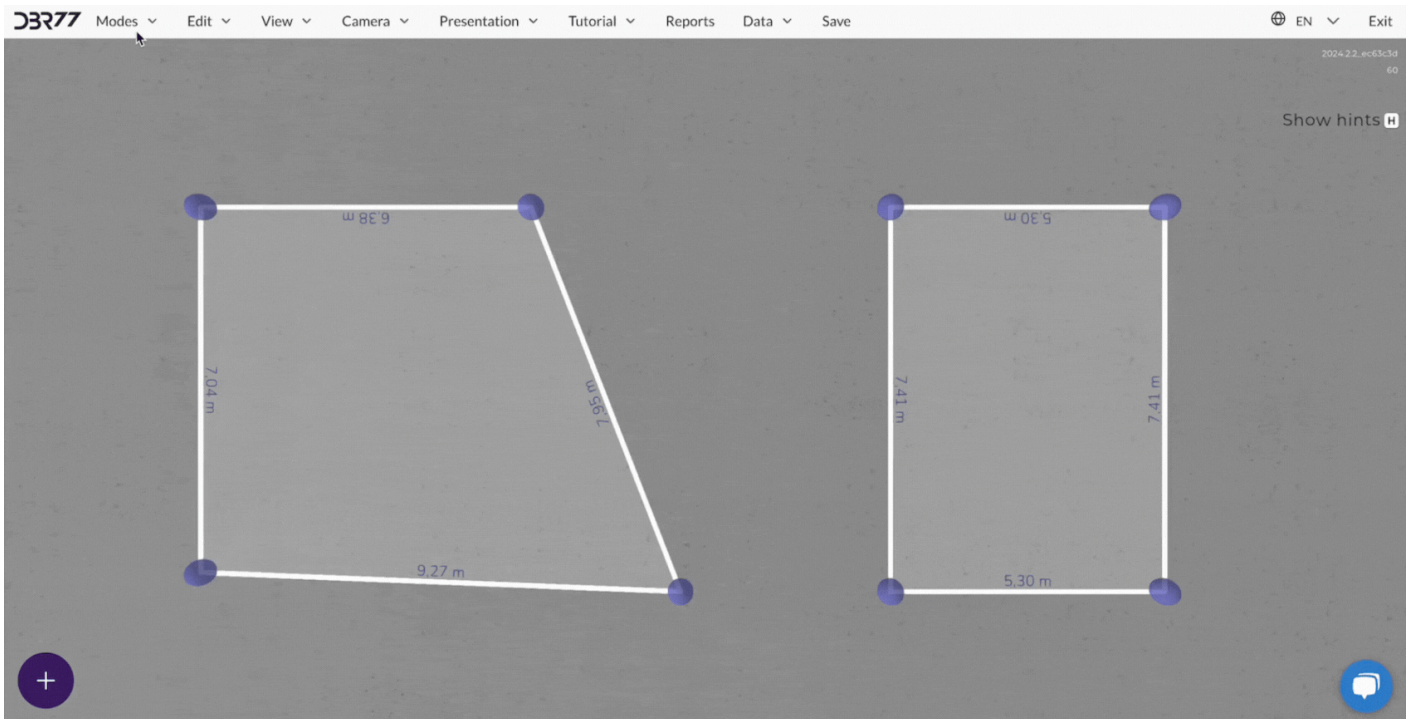 DBR77 Modes Edit View Camera Presentation Tutorial Reports Data Save EN Exit
2024.2.2_ec63c3d
60
Show hints H
6,38 m
5,30 m
7,04 m
7,95 m
7,41 m
7,41 m
9,27 m
5,30 m